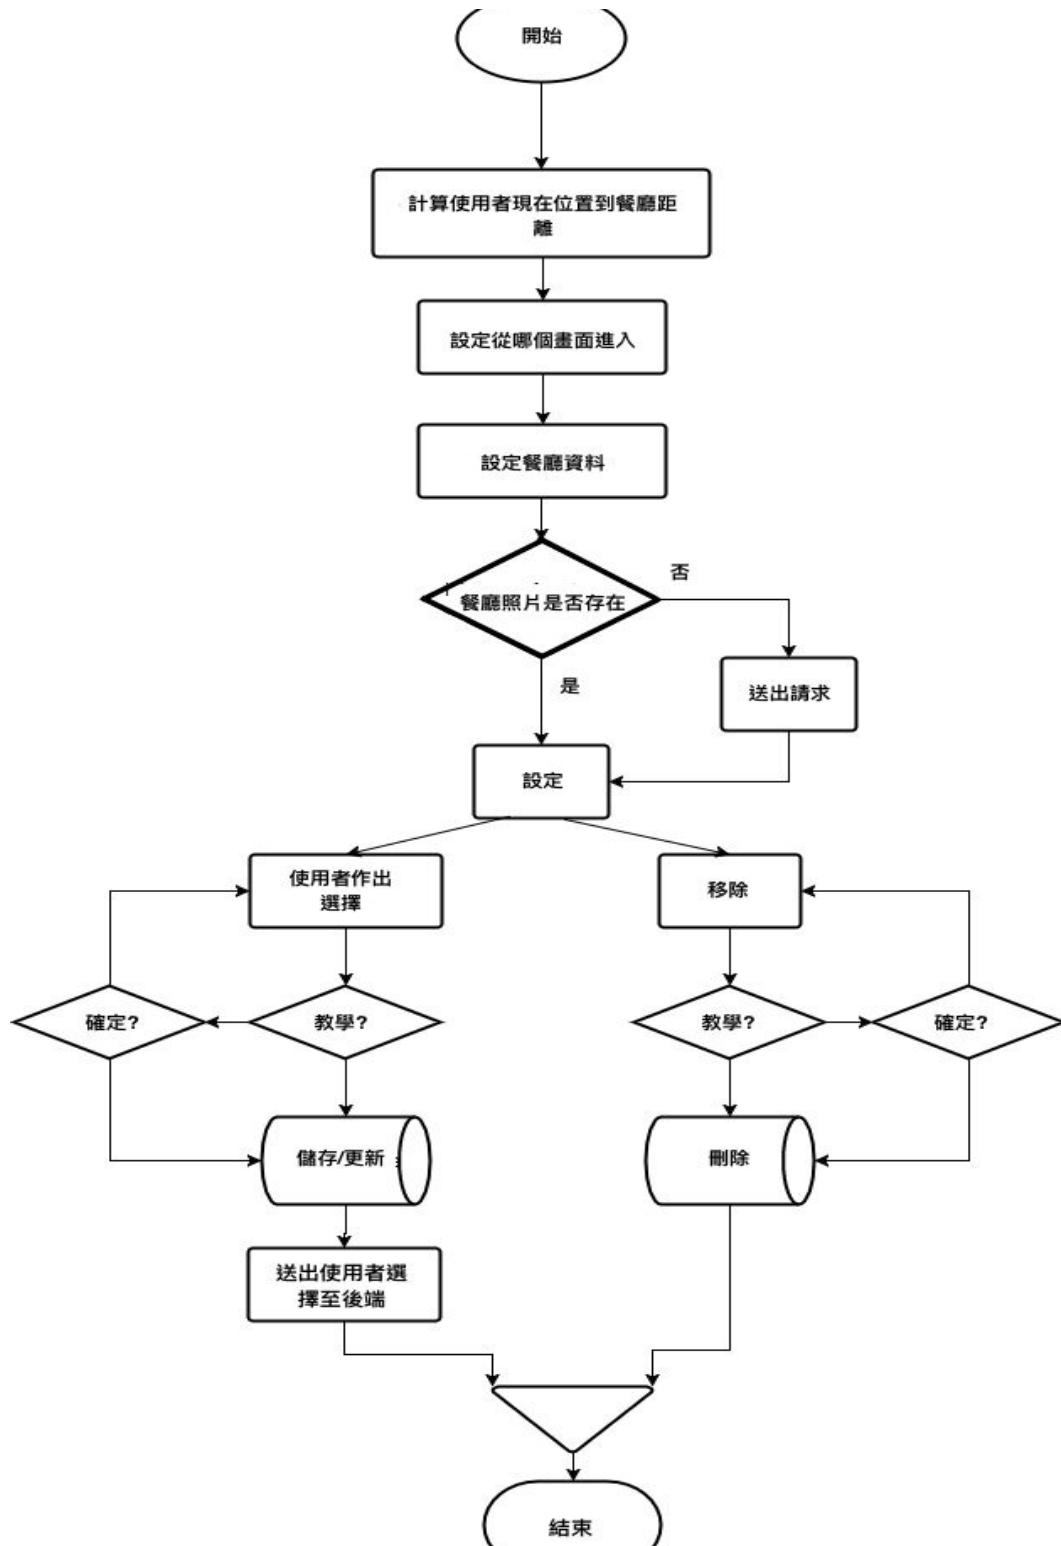 開始
計算使用者現在位置到餐廳距
離
設定從哪個畫面進入
設定餐廳資料
否
餐廳照片是否存在
是
送出請求
設定
使用者作出
選擇
移除
確定?
教學?
教學?
確定?
儲存/更新
刪除
送出使用者選
擇至後端
結束